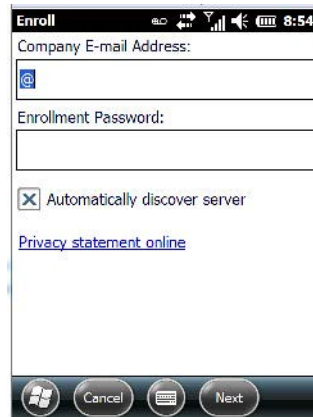 Enroll 8:54
Company E-mail Address:
@
Enrollment Password:
Automatically discover server
Privacy statement online
Cancel Next